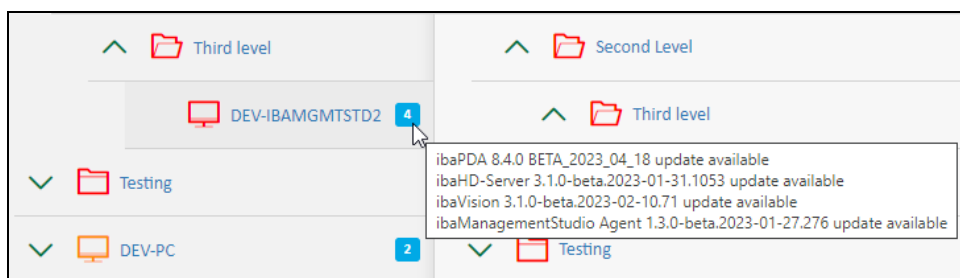 Third level
DEV-IBAMGMTSTD2 4
Testing
DEV-PC 2
Second Level
Third level
ibaPDA 8.4.0 BETA_2023_04_18 update available
ibaHD-Server 3.1.0-beta.2023-01-31.1053 update available
ibaVision 3.1.0-beta.2023-02-10.71 update available
ibaManagementStudio Agent 1.3.0-beta.2023-01-27.276 update available
Testing